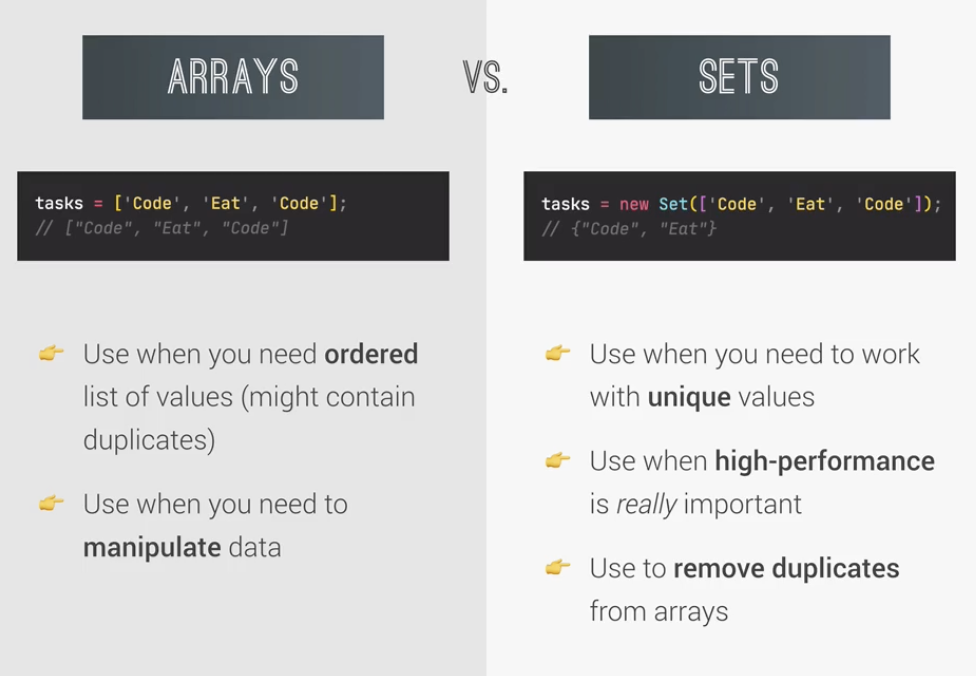 ARRAYS
VS.
SETS
tasks = ['Code', 'Eat', 'Code'];
// ["Code", "Eat", "Code"]
tasks = new Set(['Code', 'Eat', 'Code']);
// {"Code", "Eat"}
👉 Use when you need ordered
list of values (might contain
duplicates)
👉 Use when you need to
manipulate data
👉 Use when you need to work
with unique values
👉 Use when high-performance
is really important
👉 Use to remove duplicates
from arrays